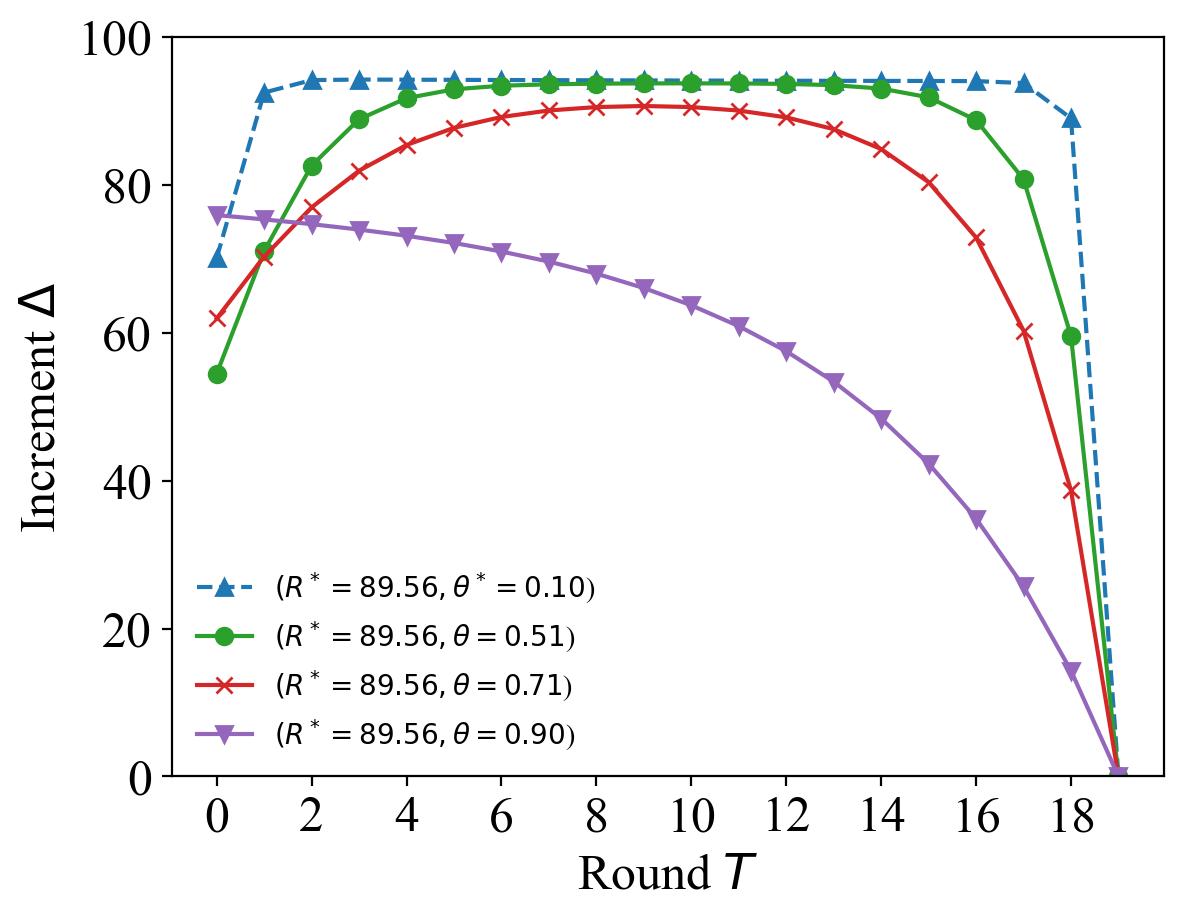 100
80
60
40
20
0
Increment Δ
(R* = 89.56, θ* = 0.10)
(R* = 89.56, θ = 0.51)
(R* = 89.56, θ = 0.71)
(R* = 89.56, θ = 0.90)
0 2 4 6 8 10 12 14 16 18
Round T